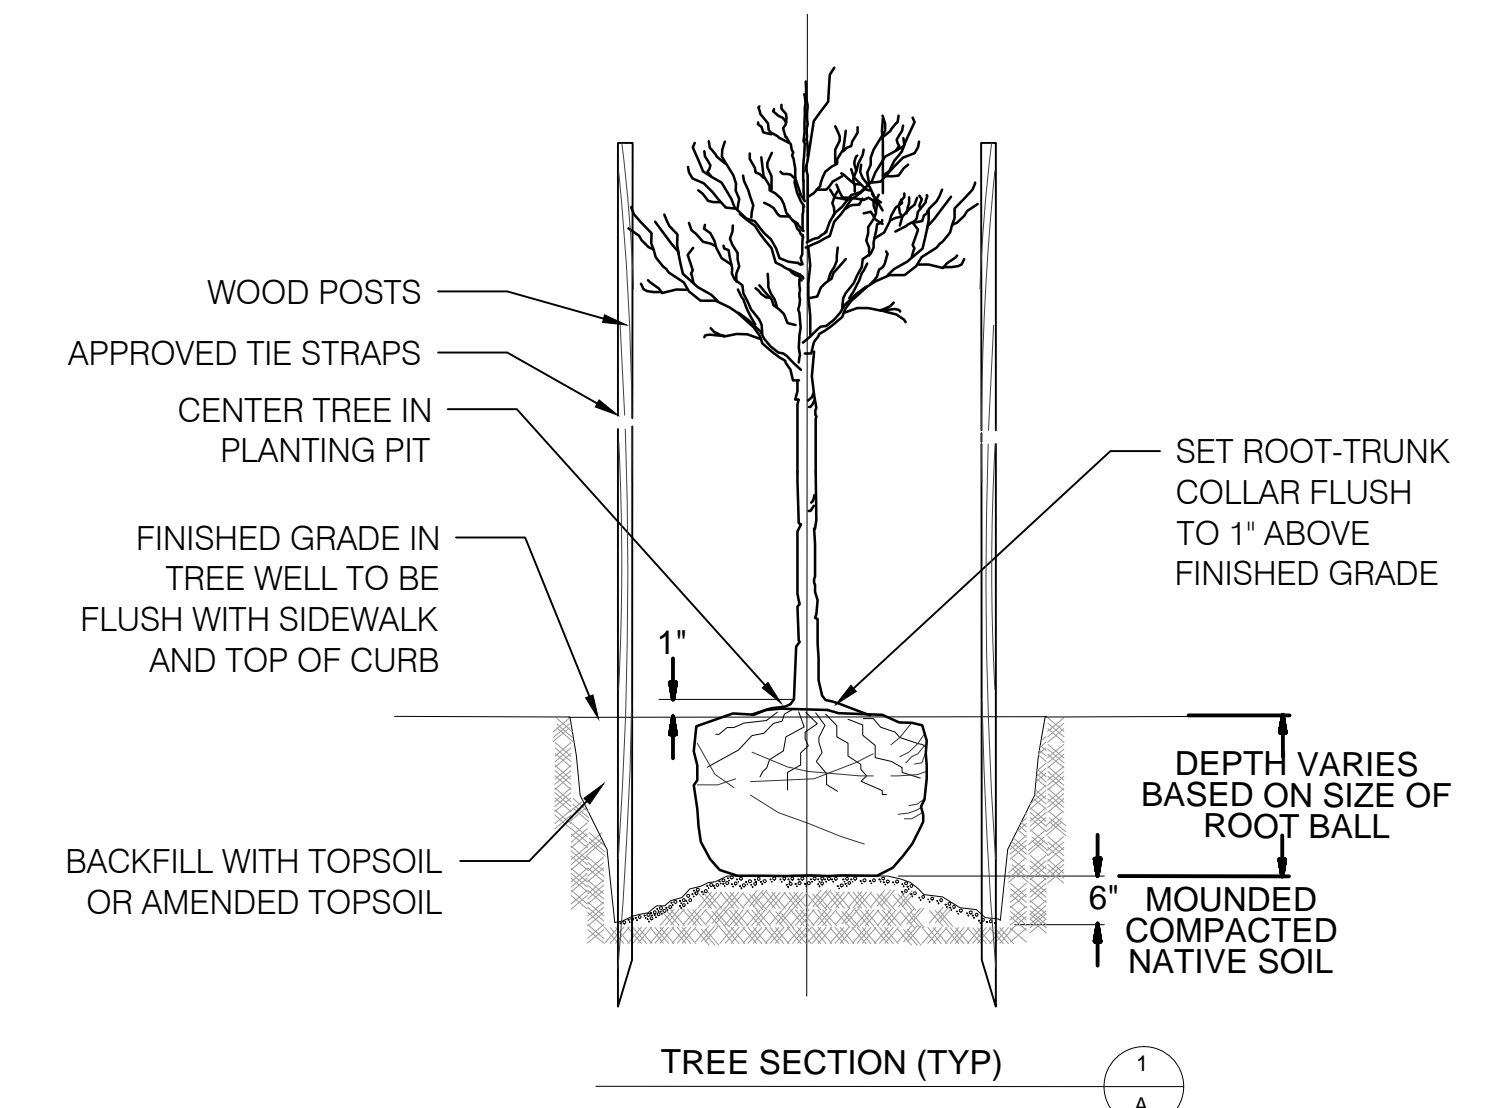 WOOD POSTS
APPROVED TIE STRAPS
CENTER TREE IN
PLANTING PIT
FINISHED GRADE IN
TREE WELL TO BE
FLUSH WITH SIDEWALK
AND TOP OF CURB
1"
SET ROOT-TRUNK
COLLAR FLUSH
TO 1" ABOVE
FINISHED GRADE
DEPTH VARIES
BASED ON SIZE OF
ROOT BALL
BACKFILL WITH TOPSOIL
OR AMENDED TOPSOIL
6"
MOUNDED
COMPACTED
NATIVE SOIL
TREE SECTION (TYP)
1
A